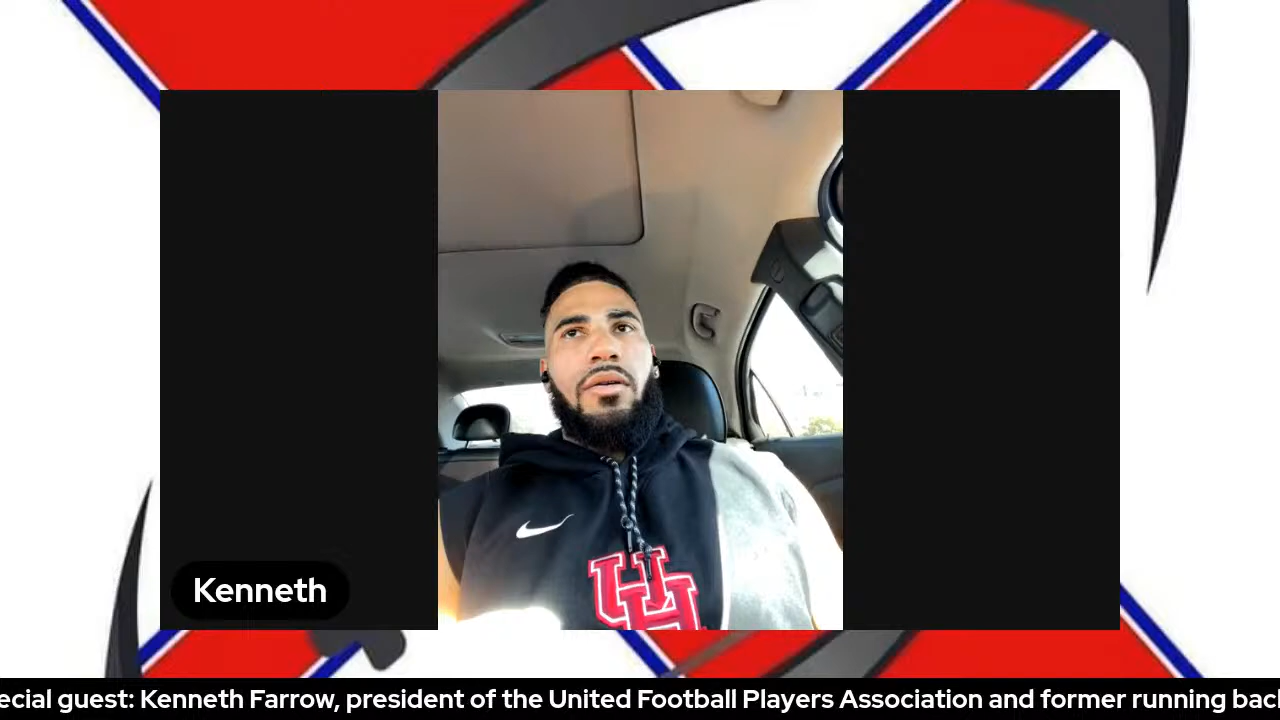 UH
Kenneth
ecial guest: Kenneth Farrow, president of the United Football Players Association and former running bac